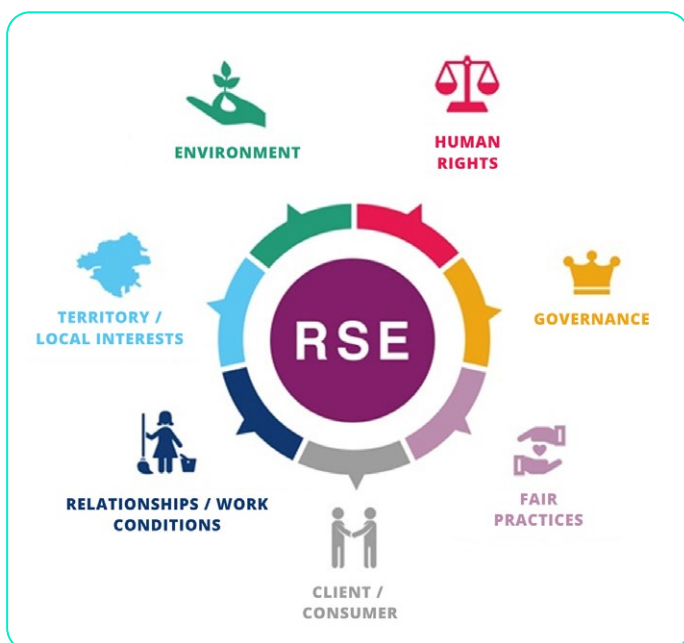 ENVIRONMENT
HUMAN
RIGHTS
TERRITORY /
LOCAL INTERESTS
GOVERNANCE
RSE
RELATIONSHIPS / WORK
CONDITIONS
FAIR
PRACTICES
CLIENT /
CONSUMER